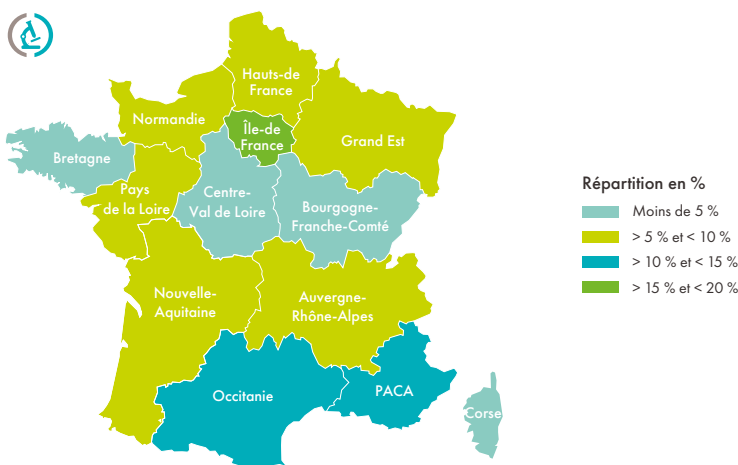 Hauts-de
France
Normandie
Île-de
France
Grand Est
Bretagne
Pays
de la Loire
Centre-
Val de Loire
Bourgogne-
Franche-Comté
Nouvelle-
Aquitaine
Auvergne-
Rhône-Alpes
Occitanie
PACA
Corse
Répartition en %
Moins de 5 %
> 5 % et < 10 %
> 10 % et < 15 %
> 15 % et < 20 %